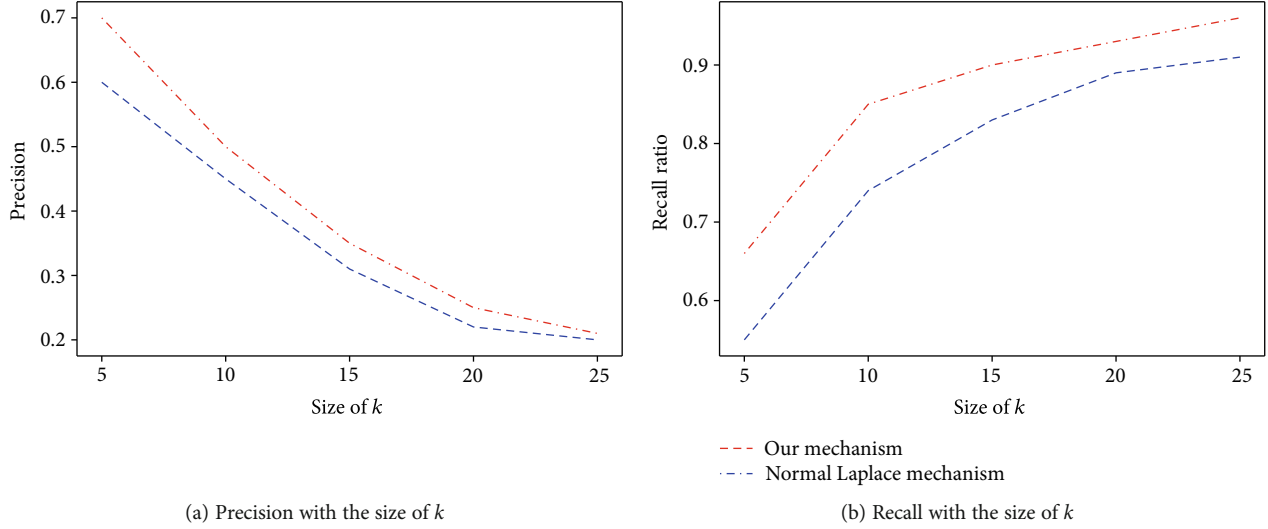 0.7
0.6
0.5
0.4
0.3
0.2
Precision
5 10 15 20 25
Size of k
0.9
0.8
0.7
0.6
Recall ratio
5 10 15 20 25
Size of k
Our mechanism
Normal Laplace mechanism
(a) Precision with the size of k
(b) Recall with the size of k